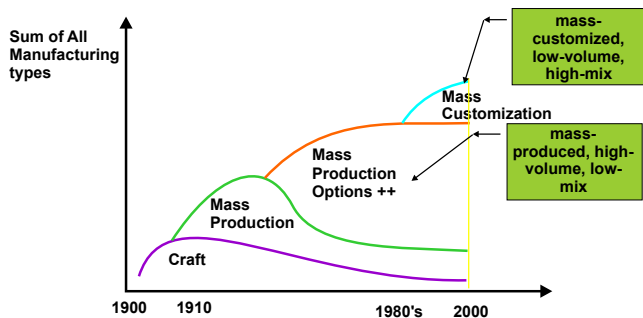 Sum of All
Manufacturing
types
mass-
customized,
low-volume,
high-mix
Mass
Customization
mass-
produced, high-
volume, low-
mix
Mass
Production
Options ++
Mass
Production
Craft
1900
1910
1980's
2000